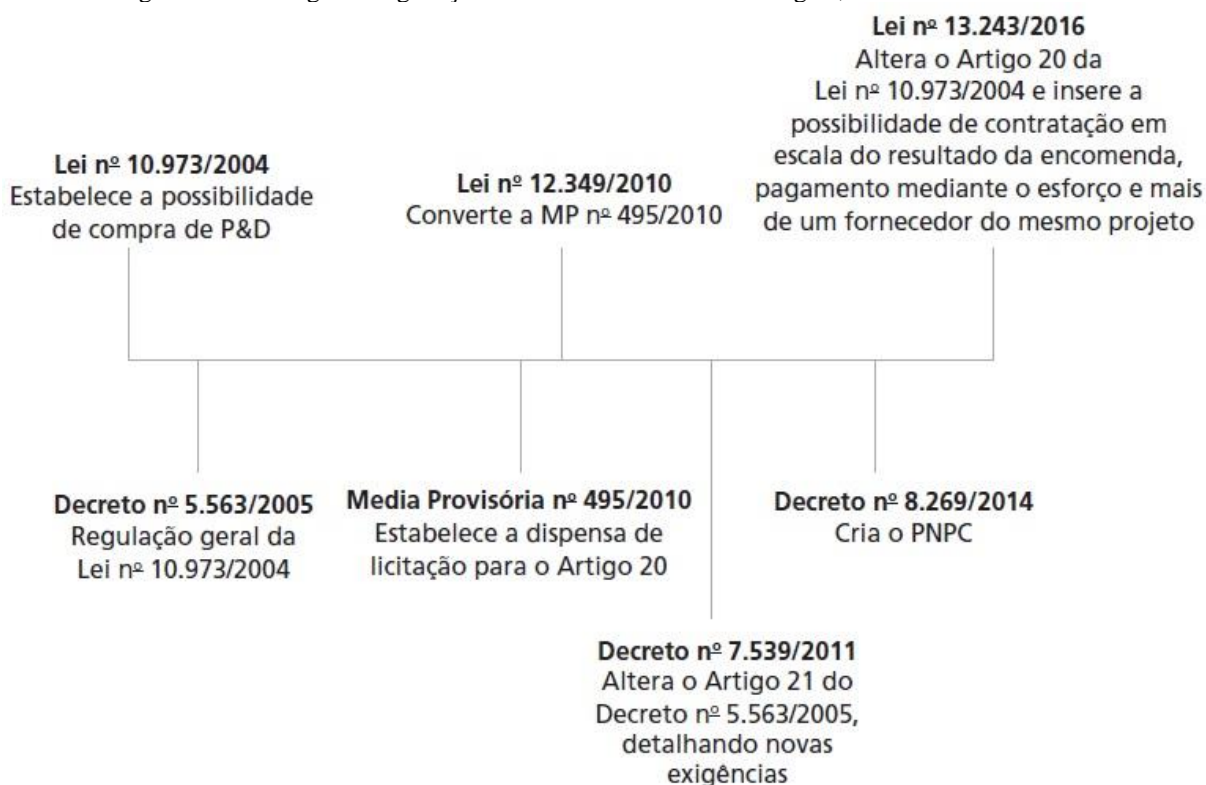 Lei nº 13.243/2016
Altera o Artigo 20 da
Lei nº 10.973/2004 e insere a
possibilidade de contratação em
escala do resultado da encomenda,
pagamento mediante o esforço e mais
de um fornecedor do mesmo projeto
Lei nº 10.973/2004
Estabelece a possibilidade
de compra de P&D
Lei nº 12.349/2010
Converte a MP nº 495/2010
Decreto nº 5.563/2005
Regulação geral da
Lei nº 10.973/2004
Media Provisória nº 495/2010
Estabelece a dispensa de
licitação para o Artigo 20
Decreto nº 8.269/2014
Cria o PNPC
Decreto nº 7.539/2011
Altera o Artigo 21 do
Decreto nº 5.563/2005,
detalhando novas
exigências